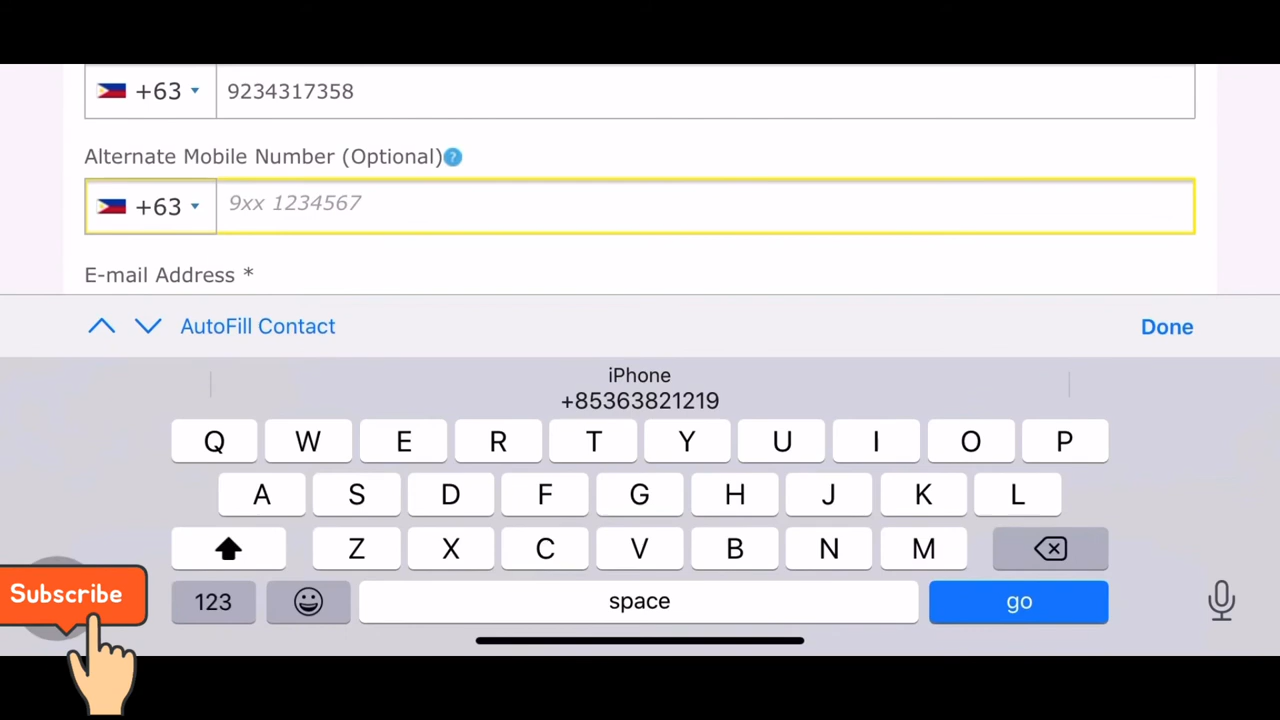 +63 9234317358
Alternate Mobile Number (Optional)?
+63 9xx 1234567
E-mail Address *
AutoFill Contact Done
iPhone
+85363821219
Q W E R T Y U I O P
A S D F G H J K L
Z X C V B N M
Subscribe
123 space go